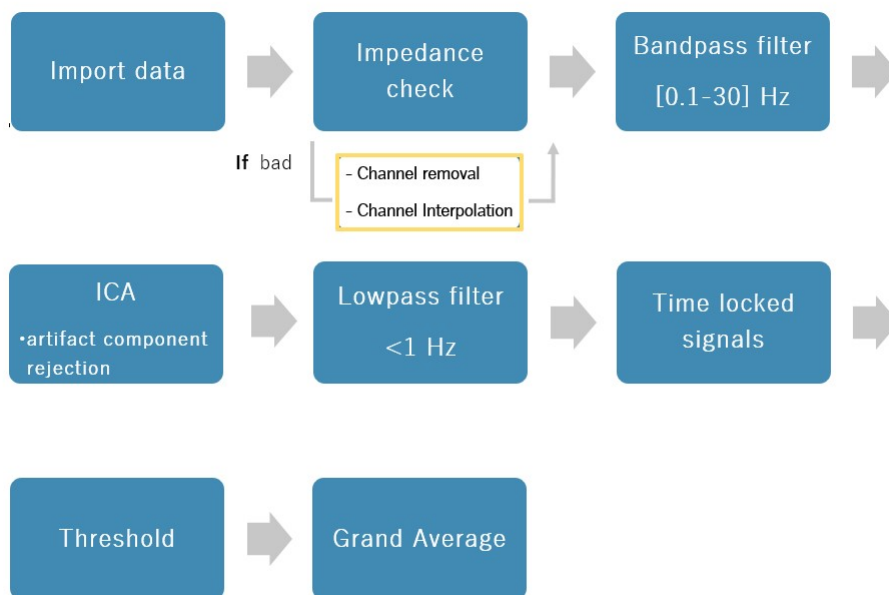 Import data
Impedance
check
Bandpass filter
[0.1-30] Hz
If bad
- Channel removal
- Channel Interpolation
ICA
•artifact component
rejection
Lowpass filter
<1 Hz
Time locked
signals
Threshold
Grand Average